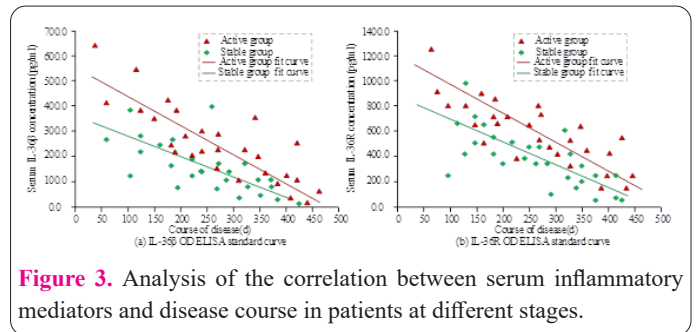 700.0
600.0
500.0
400.0
300.0
200.0
100.0
0.0
Serum IL-36β concentration(pg/ml)
Active group
Stable group
Active group fit curve
Stable group fit curve
0 50 100 150 200 250 300 350 400 450 500
Course of disease(d)
(a) IL-36β OD ELISA standard curve
1400.0
1200.0
1000.0
800.0
600.0
400.0
200.0
0.0
Serum IL-36R concentration(pg/ml)
Active group
Stable group
Active group fit curve
Stable group fit curve
0 50 100 150 200 250 300 350 400 450 500
Course of disease(d)
(b) IL-36R OD ELISA standard curve
Figure 3. Analysis of the correlation between serum inflammatory
mediators and disease course in patients at different stages.